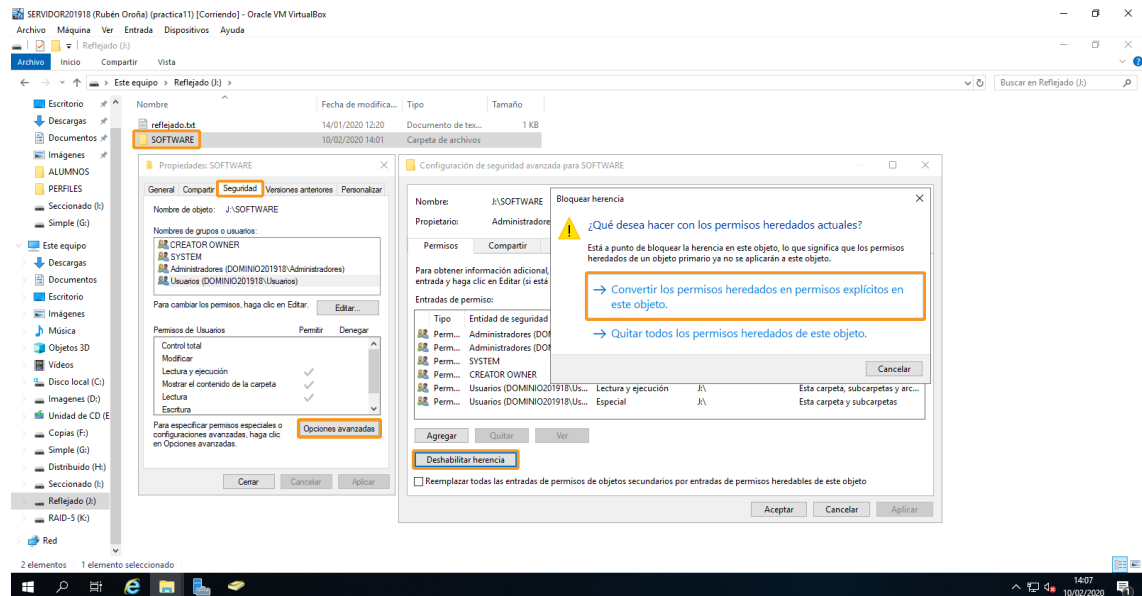 SERVIDOR201918 (Rubén Oroña) (practica11) [Corriendo] - Oracle VM VirtualBox
Archivo Máquina Ver Entrada Dispositivos Ayuda
Reflejado (J:)
Archivo Inicio Compartir Vista
Este equipo > Reflejado (J:) >
Buscar en Reflejado (J:)
Escritorio
Descargas
Documentos
Imágenes
ALUMNOS
PERFILES
Seccionado (I:)
Simple (G:)
Este equipo
Descargas
Documentos
Escritorio
Imágenes
Música
Objetos 3D
Vídeos
Disco local (C:)
Imagenes (D:)
Unidad de CD (E
Copias (F:)
Simple (G:)
Distribuido (H:)
Seccionado (I:)
Reflejado (J:)
RAID-5 (K:)
Red
Nombre Fecha de modifica... Tipo Tamaño
reflejado.txt 14/01/2020 12:20 Documento de tex... 1 KB
SOFTWARE 10/02/2020 14:01 Carpeta de archivos
Propiedades: SOFTWARE
General Compartir Seguridad Versiones anteriores Personalizar
Nombre de objeto: J:\SOFTWARE
Nombres de grupos o usuarios:
CREATOR OWNER
SYSTEM
Administradores (DOMINIO201918\Administradores)
Usuarios (DOMINIO201918\Usuarios)
Para cambiar los permisos, haga clic en Editar. Editar...
Permisos de Usuarios Permitir Denegar
Control total
Modificar
Lectura y ejecución
Mostrar el contenido de la carpeta
Lectura
Escritura
Para especificar permisos especiales o
configuraciones avanzadas, haga clic
en Opciones avanzadas.
Opciones avanzadas
Cerrar Cancelar Aplicar
Configuración de seguridad avanzada para SOFTWARE
Nombre: J:\SOFTWARE
Propietario: Administradore
Permisos Compartir
Para obtener información adicional,
entrada y haga clic en Editar (si está
Entradas de permiso:
Tipo Entidad de seguridad
Perm... Administradores (DOM
Perm... Administradores (DOM
Perm... SYSTEM
Perm... CREATOR OWNER
Perm... Usuarios (DOMINIO201918\Us... Lectura y ejecución J:\ Esta carpeta, subcarpetas y arc...
Perm... Usuarios (DOMINIO201918\Us... Especial J:\ Esta carpeta y subcarpetas
Agregar Quitar Ver
Deshabilitar herencia
Reemplazar todas las entradas de permisos de objetos secundarios por entradas de permisos heredables de este objeto
Aceptar Cancelar Aplicar
Bloquear herencia
¿Qué desea hacer con los permisos heredados actuales?
Está a punto de bloquear la herencia en este objeto, lo que significa que los permisos
heredados de un objeto primario ya no se aplicarán a este objeto.
Convertir los permisos heredados en permisos explícitos en
este objeto.
Quitar todos los permisos heredados de este objeto.
Cancelar
2 elementos 1 elemento seleccionado
14:07
10/02/2020